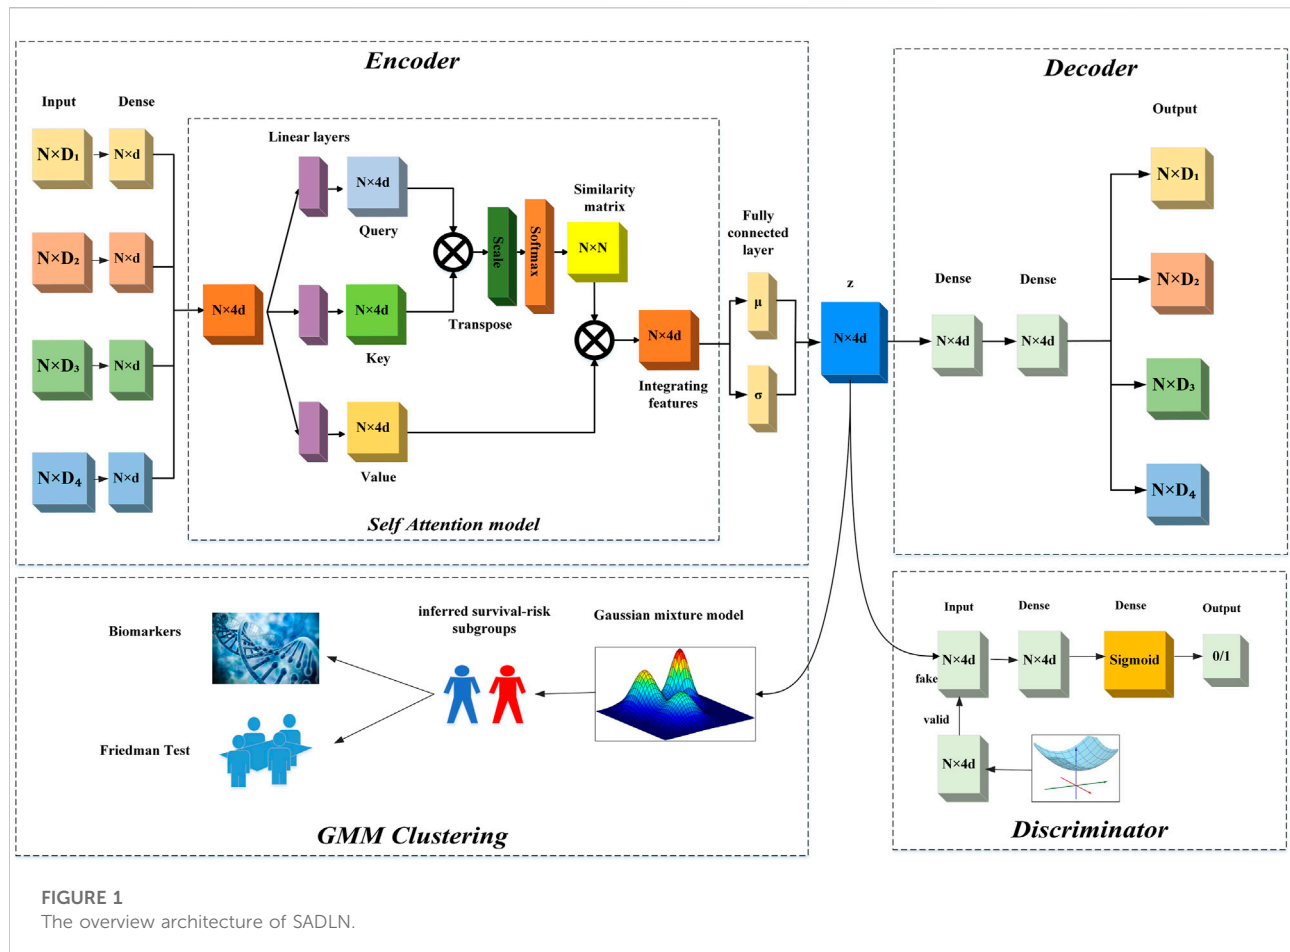 Encoder
Input
Dense
N×D₁
N×d
N×D₂
N×d
N×D₃
N×d
N×D₄
N×d
N×4d
Linear layers
N×4d
Query
N×4d
Key
N×4d
Value
Transpose
Scale
Softmax
Similarity
matrix
N×N
N×4d
Integrating
features
Self Attention model
Fully
connected
layer
μ
σ
z
N×4d
Decoder
Dense
Dense
N×4d
N×4d
Output
N×D₁
N×D₂
N×D₃
N×D₄
Biomarkers
Friedman Test
inferred survival-risk
subgroups
Gaussian mixture model
GMM Clustering
Input
Dense
Dense
Output
N×4d
N×4d
Sigmoid
0/1
fake
valid
N×4d
Discriminator
FIGURE 1
The overview architecture of SADLN.